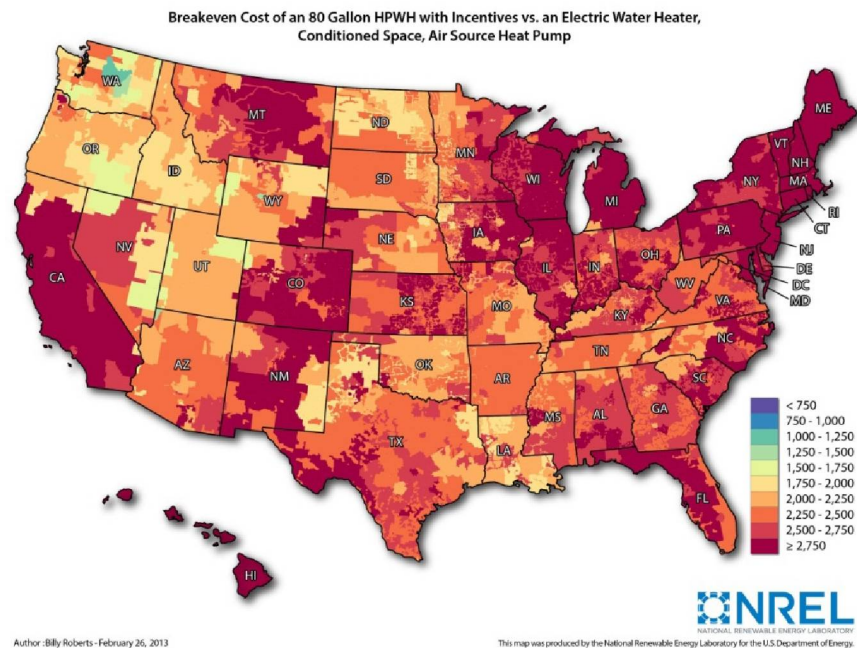 Breakeven Cost of an 80 Gallon HPWH with Incentives vs. an Electric Water Heater,
Conditioned Space, Air Source Heat Pump
WA
MT
ND
MN
ME
VT
NH
OR
ID
SD
WI
NY
MA
WY
MI
RI
CT
NE
IA
PA
NV
NJ
UT
IL
IN
OH
DE
CA
CO
WV
DC
KS
MO
VA
MD
KY
AZ
NM
OK
TN
NC
AR
SC
MS
AL
GA
TX
LA
FL
HI
< 750
750 - 1,000
1,000 - 1,250
1,250 - 1,500
1,500 - 1,750
1,750 - 2,000
2,000 - 2,250
2,250 - 2,500
2,500 - 2,750
≥ 2,750
NREL
NATIONAL RENEWABLE ENERGY LABORATORY
Author :Billy Roberts - February 26, 2013
This map was produced by the National Renewable Energy Laboratory for the U.S. Department of Energy.